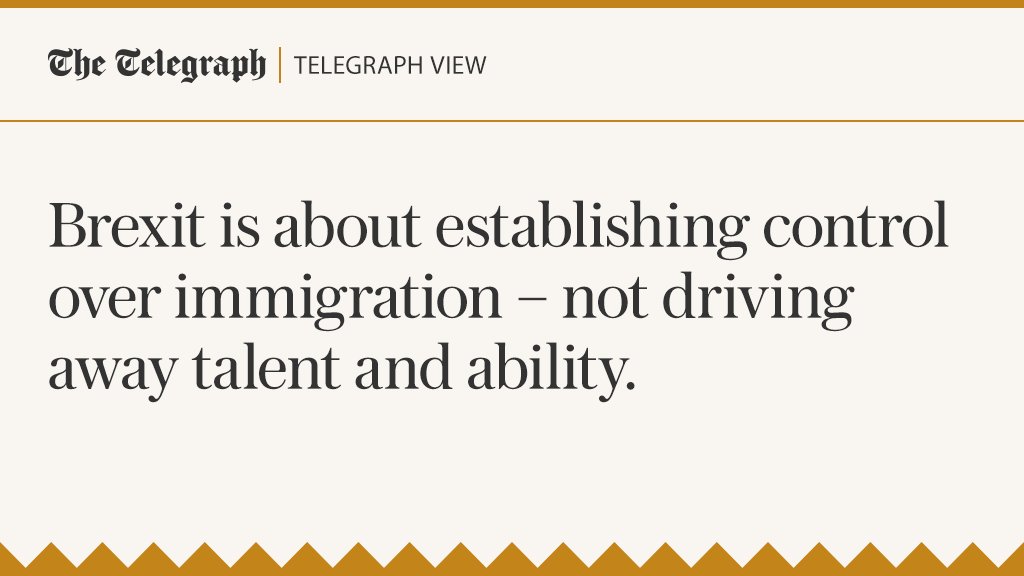 The Telegraph | TELEGRAPH VIEW
Brexit is about establishing control
over immigration – not driving
away talent and ability.